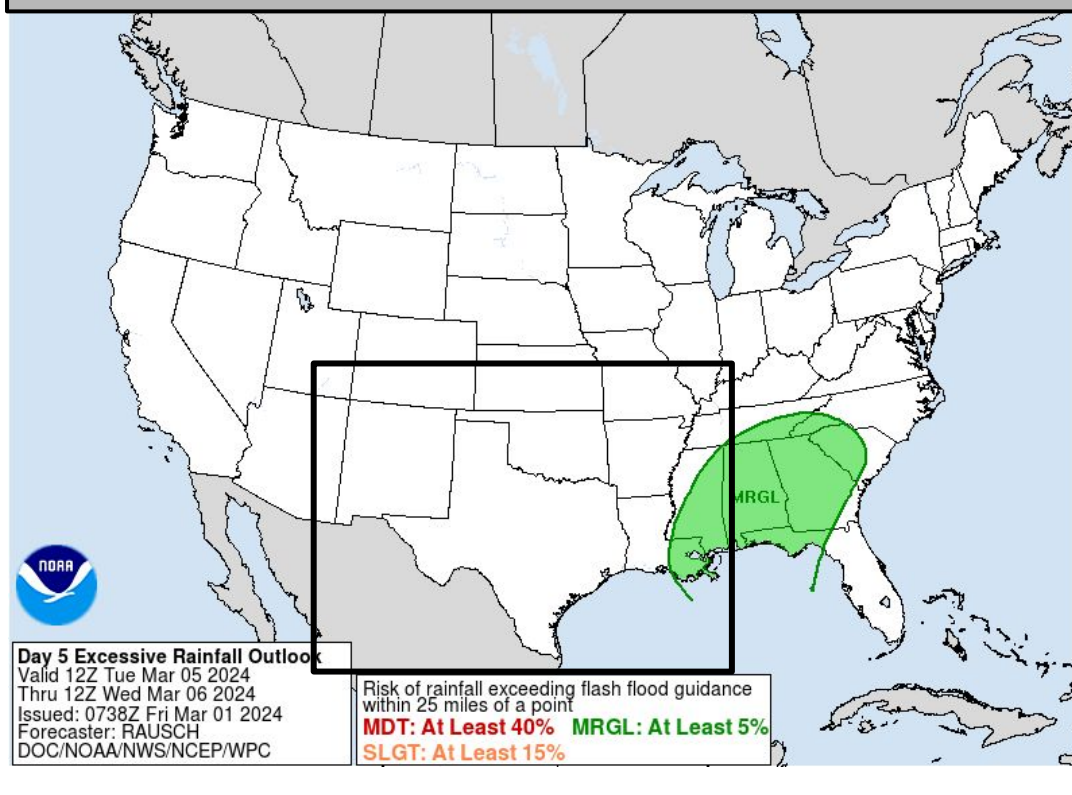 MRGL
NOAA
Day 5 Excessive Rainfall Outlook
Valid 12Z Tue Mar 05 2024
Thru 12Z Wed Mar 06 2024
Issued: 0738Z Fri Mar 01 2024
Forecaster: RAUSCH
DOC/NOAA/NWS/NCEP/WPC
Risk of rainfall exceeding flash flood guidance
within 25 miles of a point
MDT: At Least 40% MRGL: At Least 5%
SLGT: At Least 15%